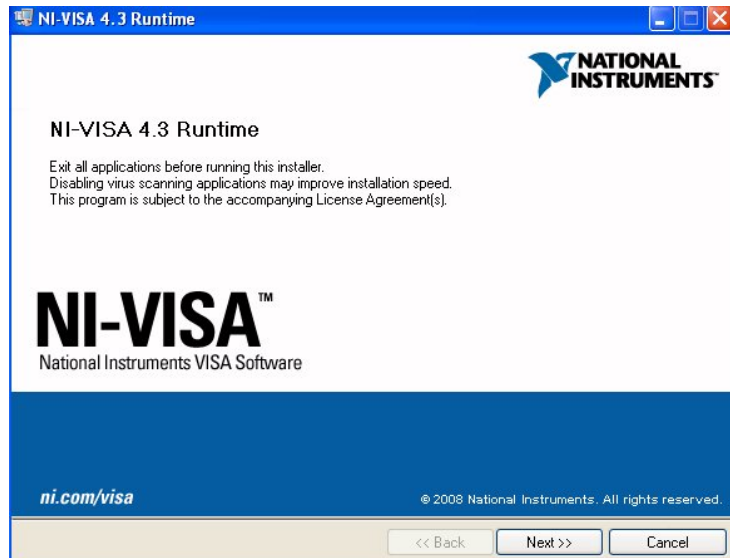 NI-VISA 4.3 Runtime
NATIONAL
INSTRUMENTS™
NI-VISA 4.3 Runtime
Exit all applications before running this installer.
Disabling virus scanning applications may improve installation speed.
This program is subject to the accompanying License Agreement(s).
NI-VISA™
National Instruments VISA Software
ni.com/visa
© 2008 National Instruments. All rights reserved.
<< Back
Next >>
Cancel